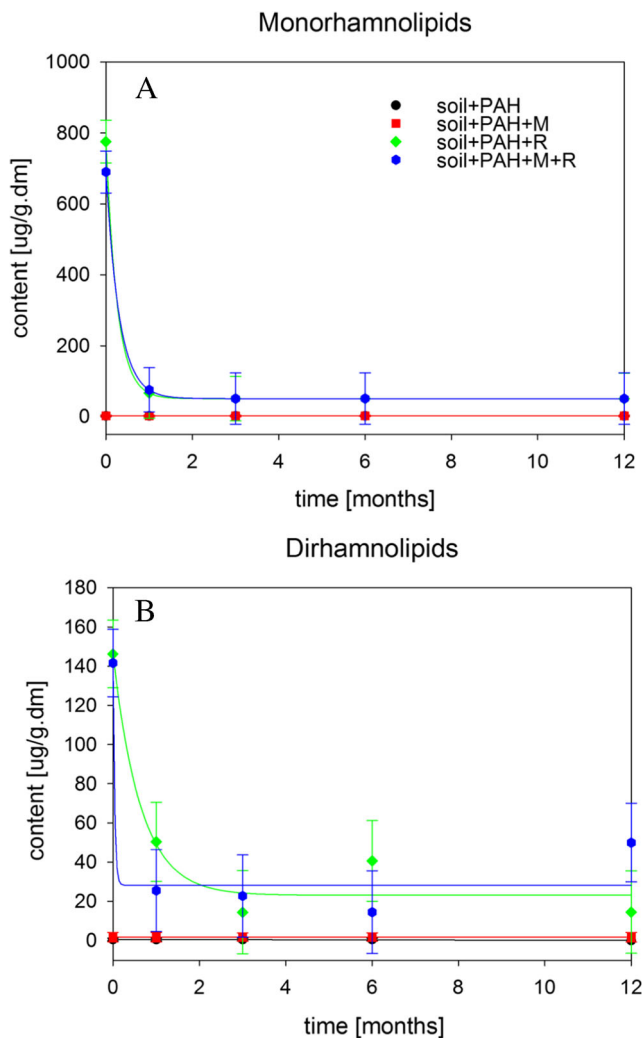 Monorhamnolipids
A
soil+PAH
soil+PAH+M
soil+PAH+R
soil+PAH+M+R
content [ug/g.dm]
1000
800
600
400
200
0
0 2 4 6 8 10 12
time [months]
Dirhamnolipids
B
content [ug/g.dm]
180
160
140
120
100
80
60
40
20
0
0 2 4 6 8 10 12
time [months]